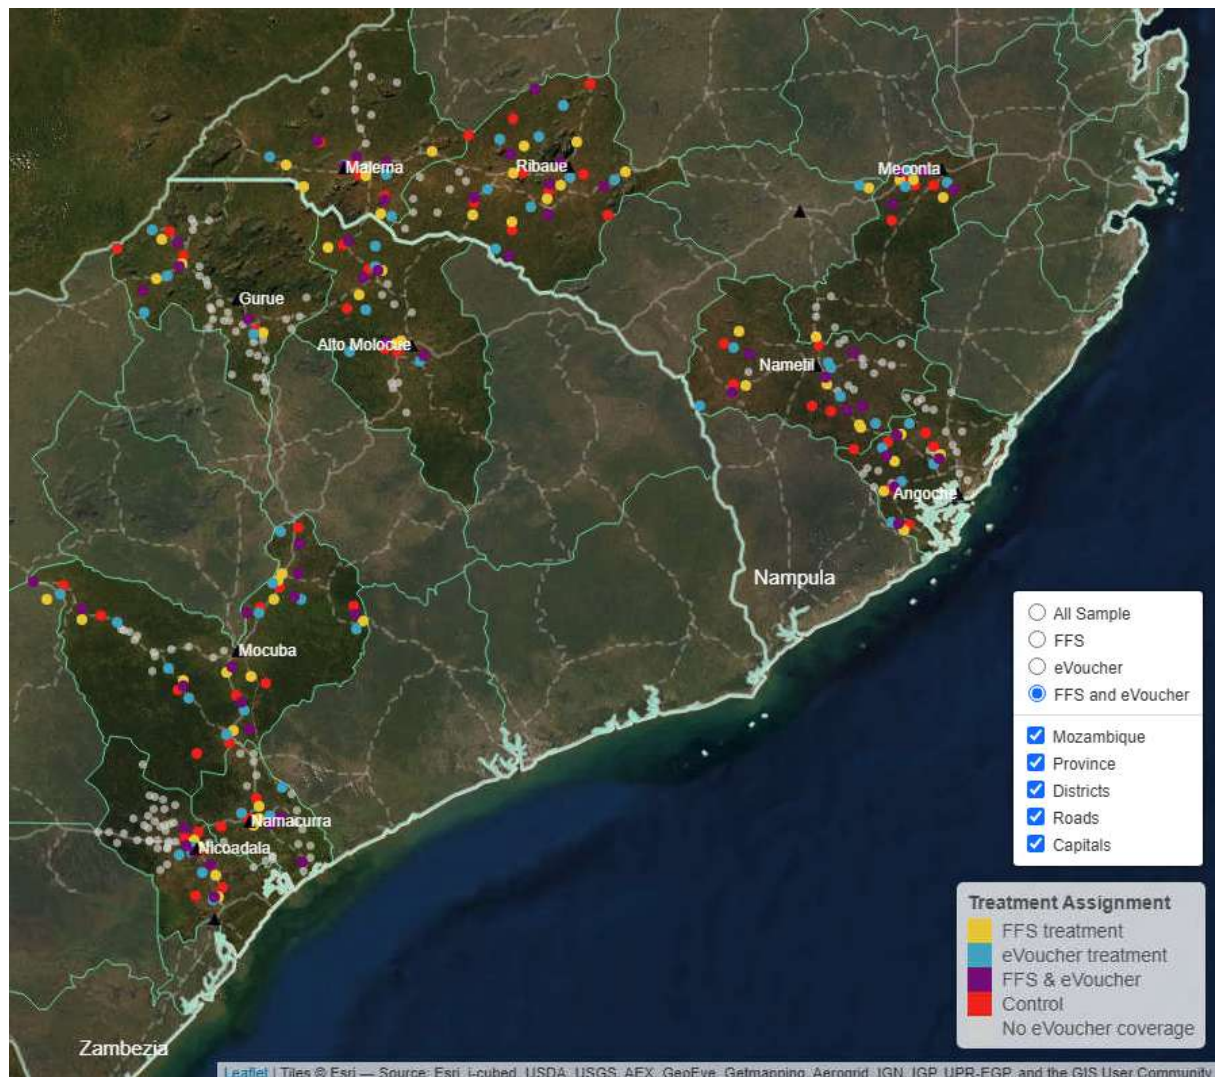 Malema
Ribaue
Meconta
Gurue
Alto Molocue
Nametil
Angoche
Nampula
Mocuba
Namacurra
Nicoadala
Zambezia
All Sample
FFS
eVoucher
FFS and eVoucher
Mozambique
Province
Districts
Roads
Capitals
Treatment Assignment
FFS treatment
eVoucher treatment
FFS & eVoucher
Control
No eVoucher coverage
Leaflet | Tiles © Esri — Source: Esri, i-cubed, USDA, USGS, AEX, GeoEye, Getmapping, Aerogrid, IGN, IGP, UPR-EGP, and the GIS User Community